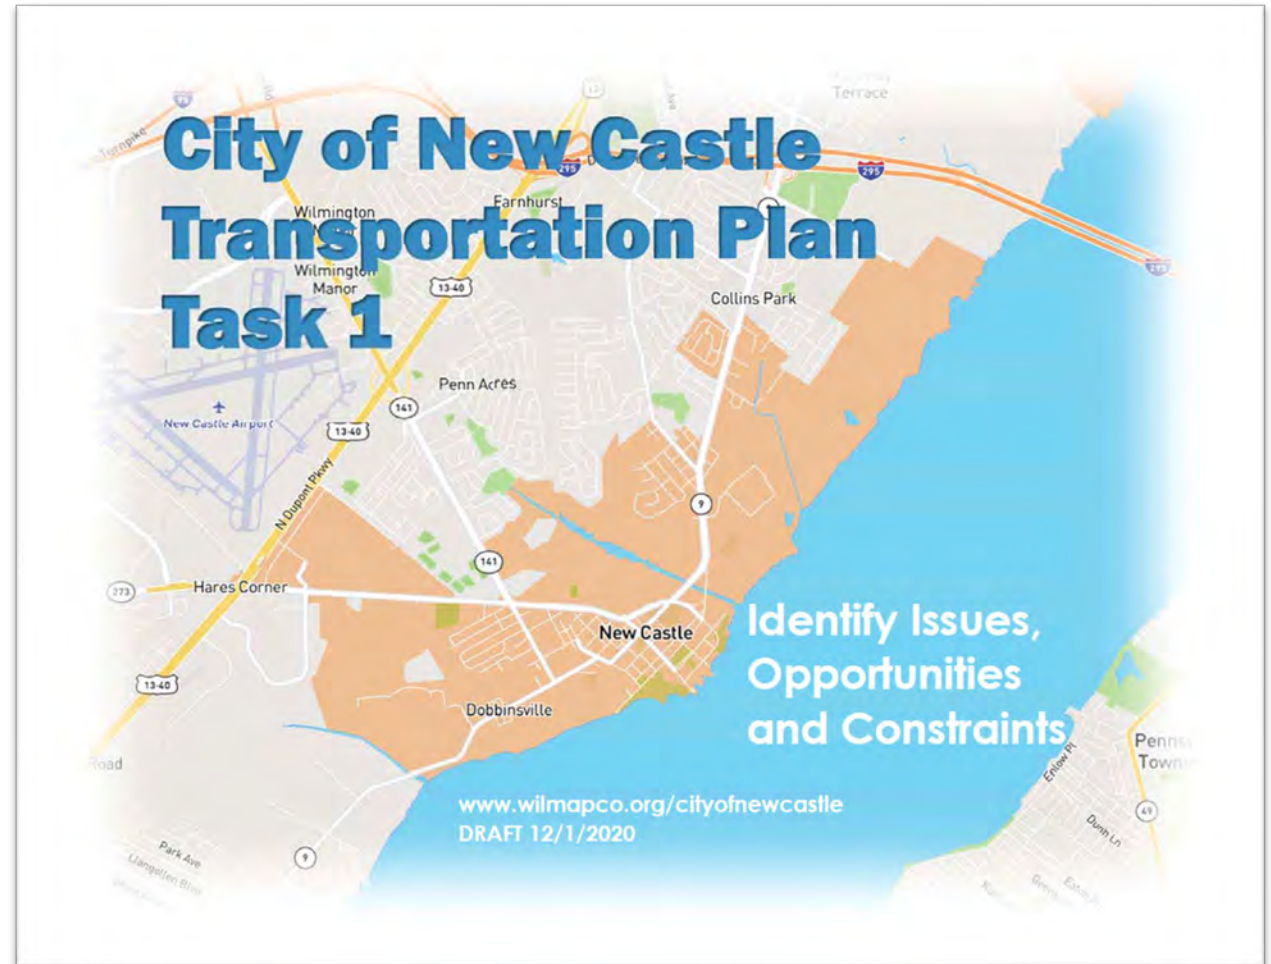 City of New Castle
Transportation Plan
Task 1
Identify Issues,
Opportunities
and Constraints
www.wilmapco.org/cityofnewcastle
DRAFT 12/1/2020
Terrace
Turnpike
13
295
295
295
Farnhurst
Wilmington
Wilmington
Manor
13-40
Collins Park
Penn Acres
141
New Castle Airport
13-40
N Dupont Pkwy
9
141
273
Hares Corner
New Castle
13-40
Dobbinsville
Road
Enlow Pl
49
Dunn Ln
Park Ave
9